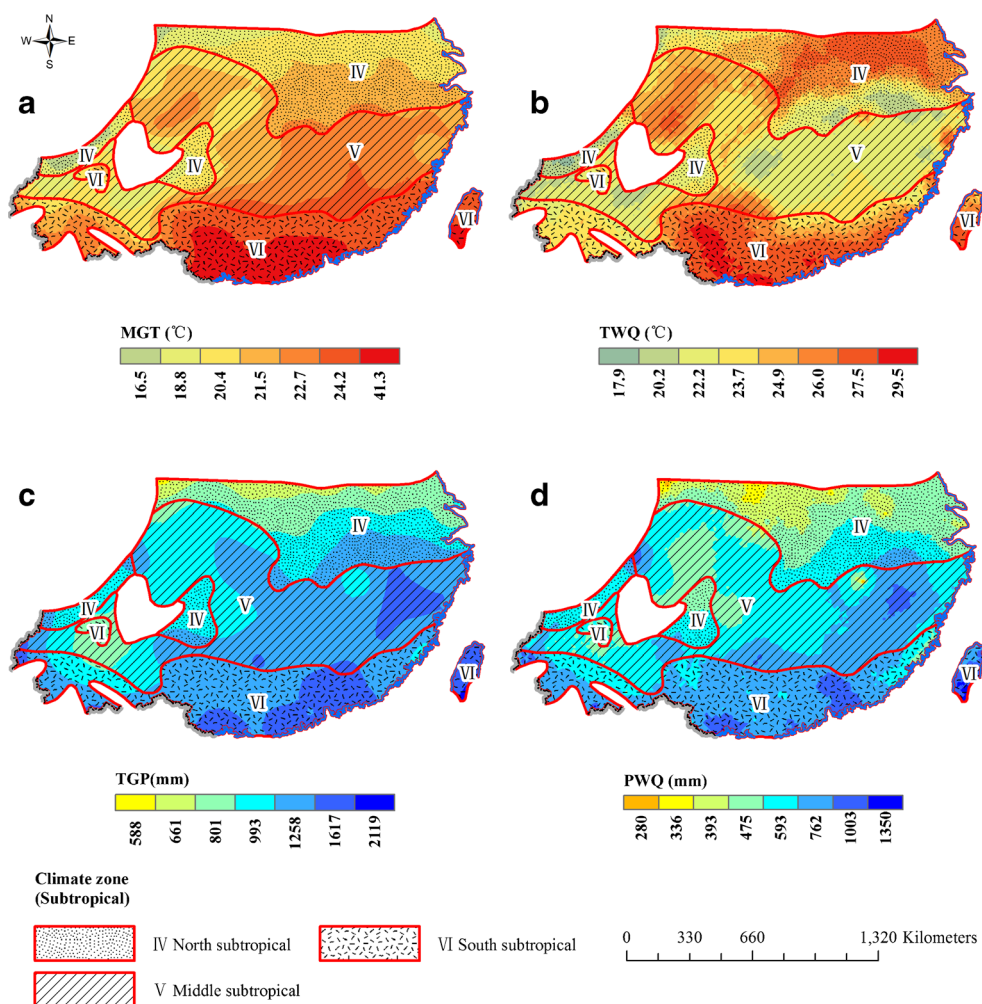 N
W E
S
a
IV
V
IV
IV
VI
VI
VI
b
IV
V
IV
IV
VI
VI
VI
MGT (℃)
16.5 18.8 20.4 21.5 22.7 24.2 41.3
TWQ (℃)
17.9 20.2 22.2 23.7 24.9 26.0 27.5 29.5
c
IV
V
IV
IV
VI
VI
VI
d
IV
V
IV
IV
VI
VI
VI
TGP(mm)
588 661 801 993 1258 1617 2119
PWQ (mm)
280 336 393 475 593 762 1003 1350
Climate zone
(Subtropical)
Ⅳ North subtropical
Ⅵ South subtropical
Ⅴ Middle subtropical
0 330 660 1,320 Kilometers